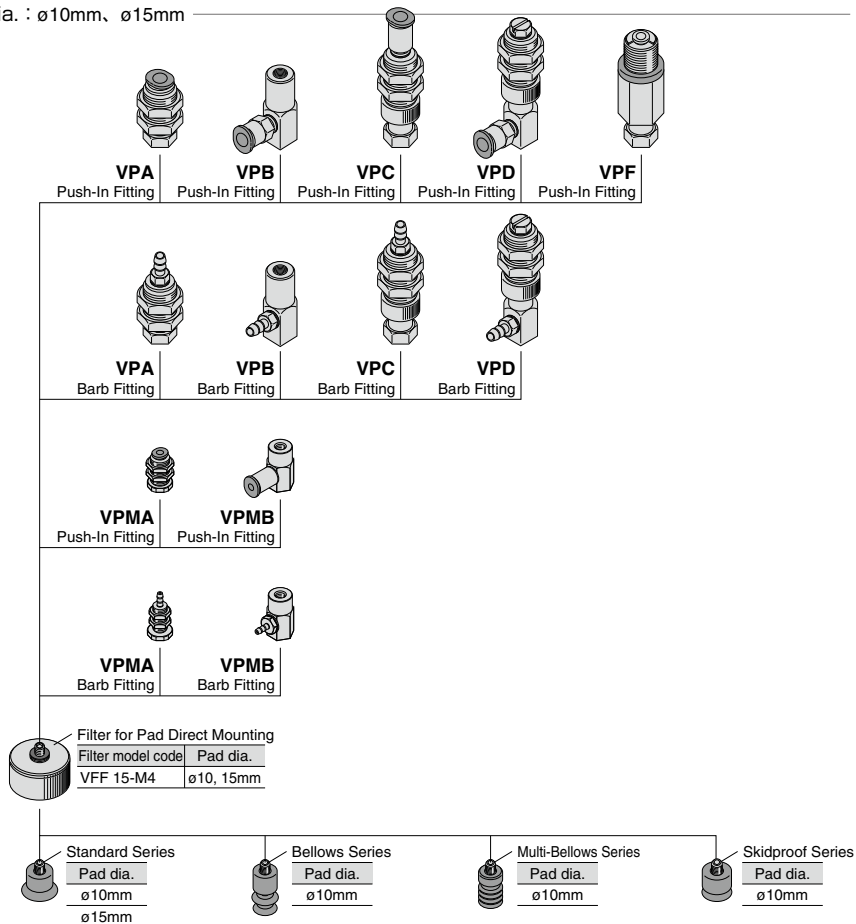 ia.：ø10mm、ø15mm
VPA VPB VPC VPD VPF
Push-In Fitting Push-In Fitting Push-In Fitting Push-In Fitting Push-In Fitting
VPA VPB VPC VPD
Barb Fitting Barb Fitting Barb Fitting Barb Fitting
VPMA VPMB
Push-In Fitting Push-In Fitting
VPMA VPMB
Barb Fitting Barb Fitting
Filter for Pad Direct Mounting
Filter model code Pad dia.
VFF 15-M4 ø10, 15mm
Standard Series Bellows Series Multi-Bellows Series Skidproof Series
Pad dia. Pad dia. Pad dia. Pad dia.
ø10mm ø10mm ø10mm ø10mm
ø15mm